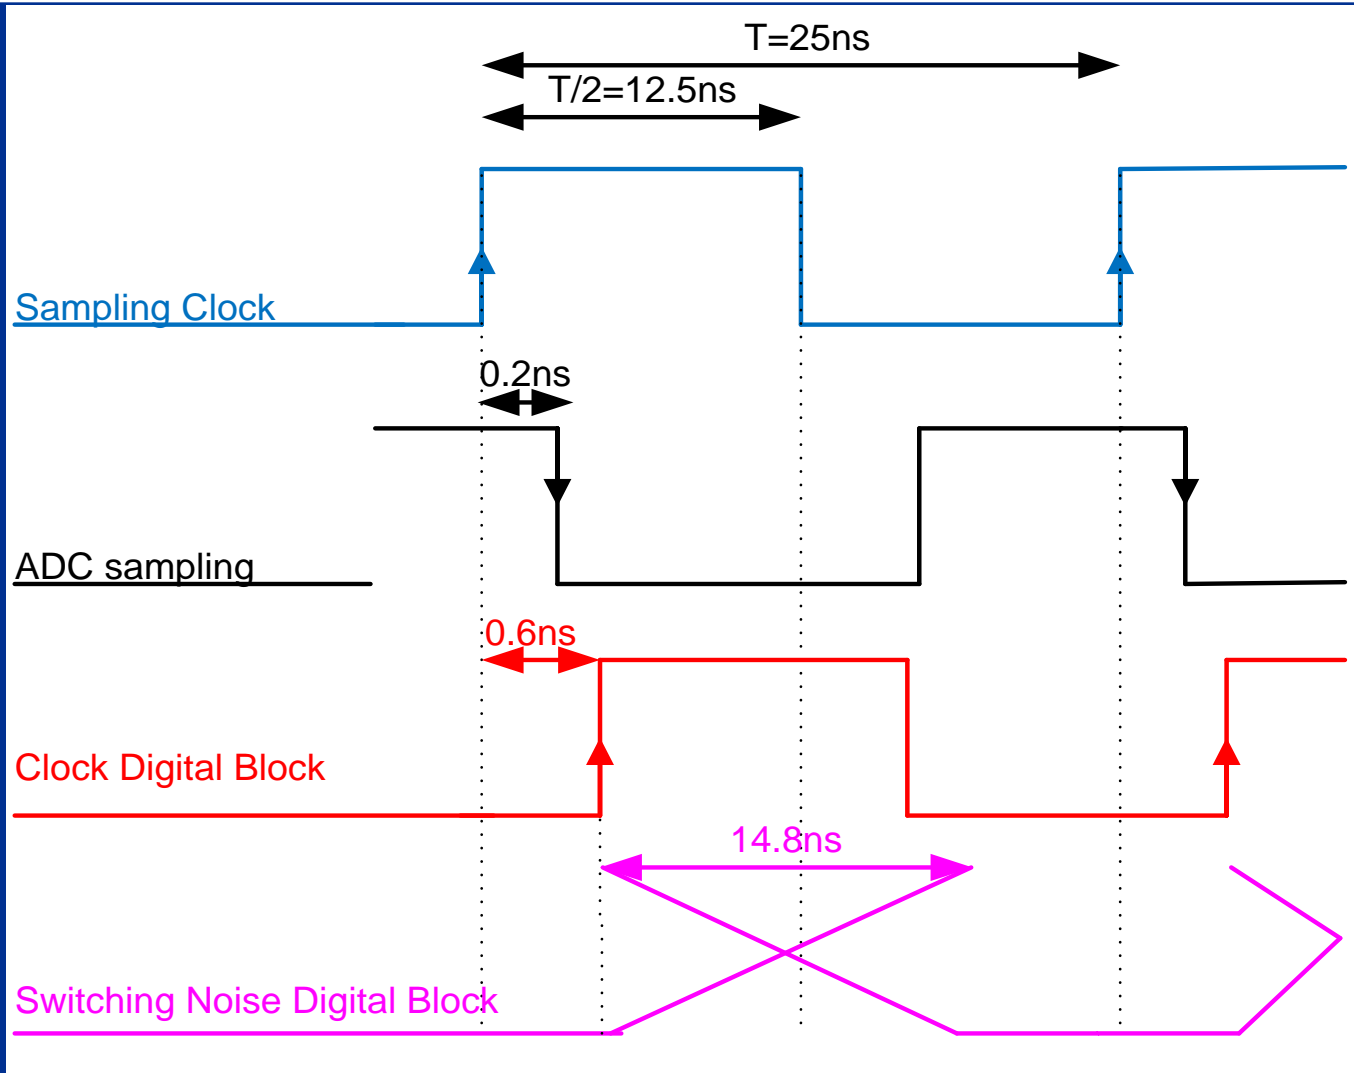 T=25ns
T/2=12.5ns
Sampling Clock
0.2ns
ADC sampling
0.6ns
Clock Digital Block
14.8ns
Switching Noise Digital Block